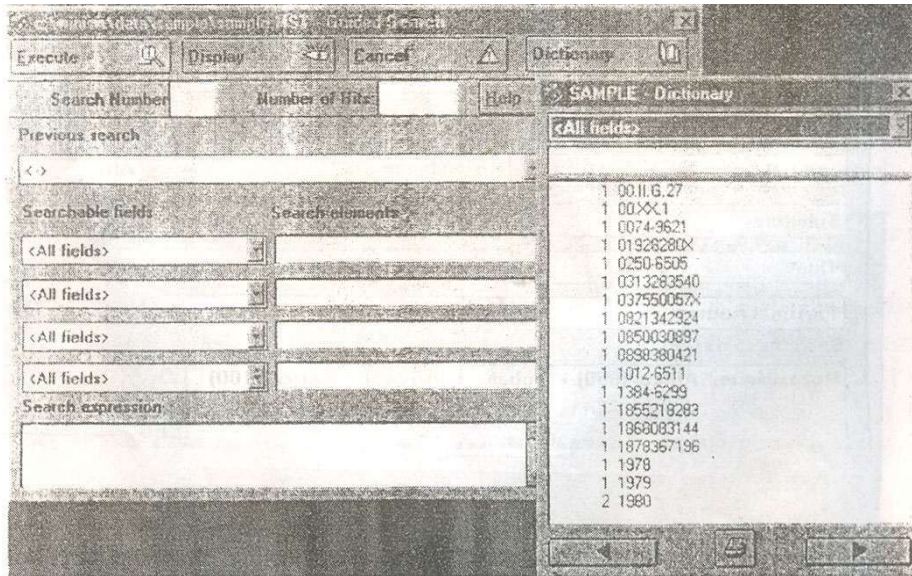 Guided Search
Execute Display Cancel Dictionary
Search Number Number of Hits: Help
Previous search
<->
Searchable fields Search elements
<All fields>
<All fields>
<All fields>
<All fields>
Search expression
SAMPLE - Dictionary
<All fields>
1 00.II.G.27
1 00.XX.1
1 0074-9621
1 01926280X
1 0250-6505
1 0313283540
1 037550057X
1 0821342924
1 0850030897
1 0898380421
1 1012-6511
1 1384-6299
1 1855218283
1 1868083144
1 1878367196
1 1978
1 1979
2 1980